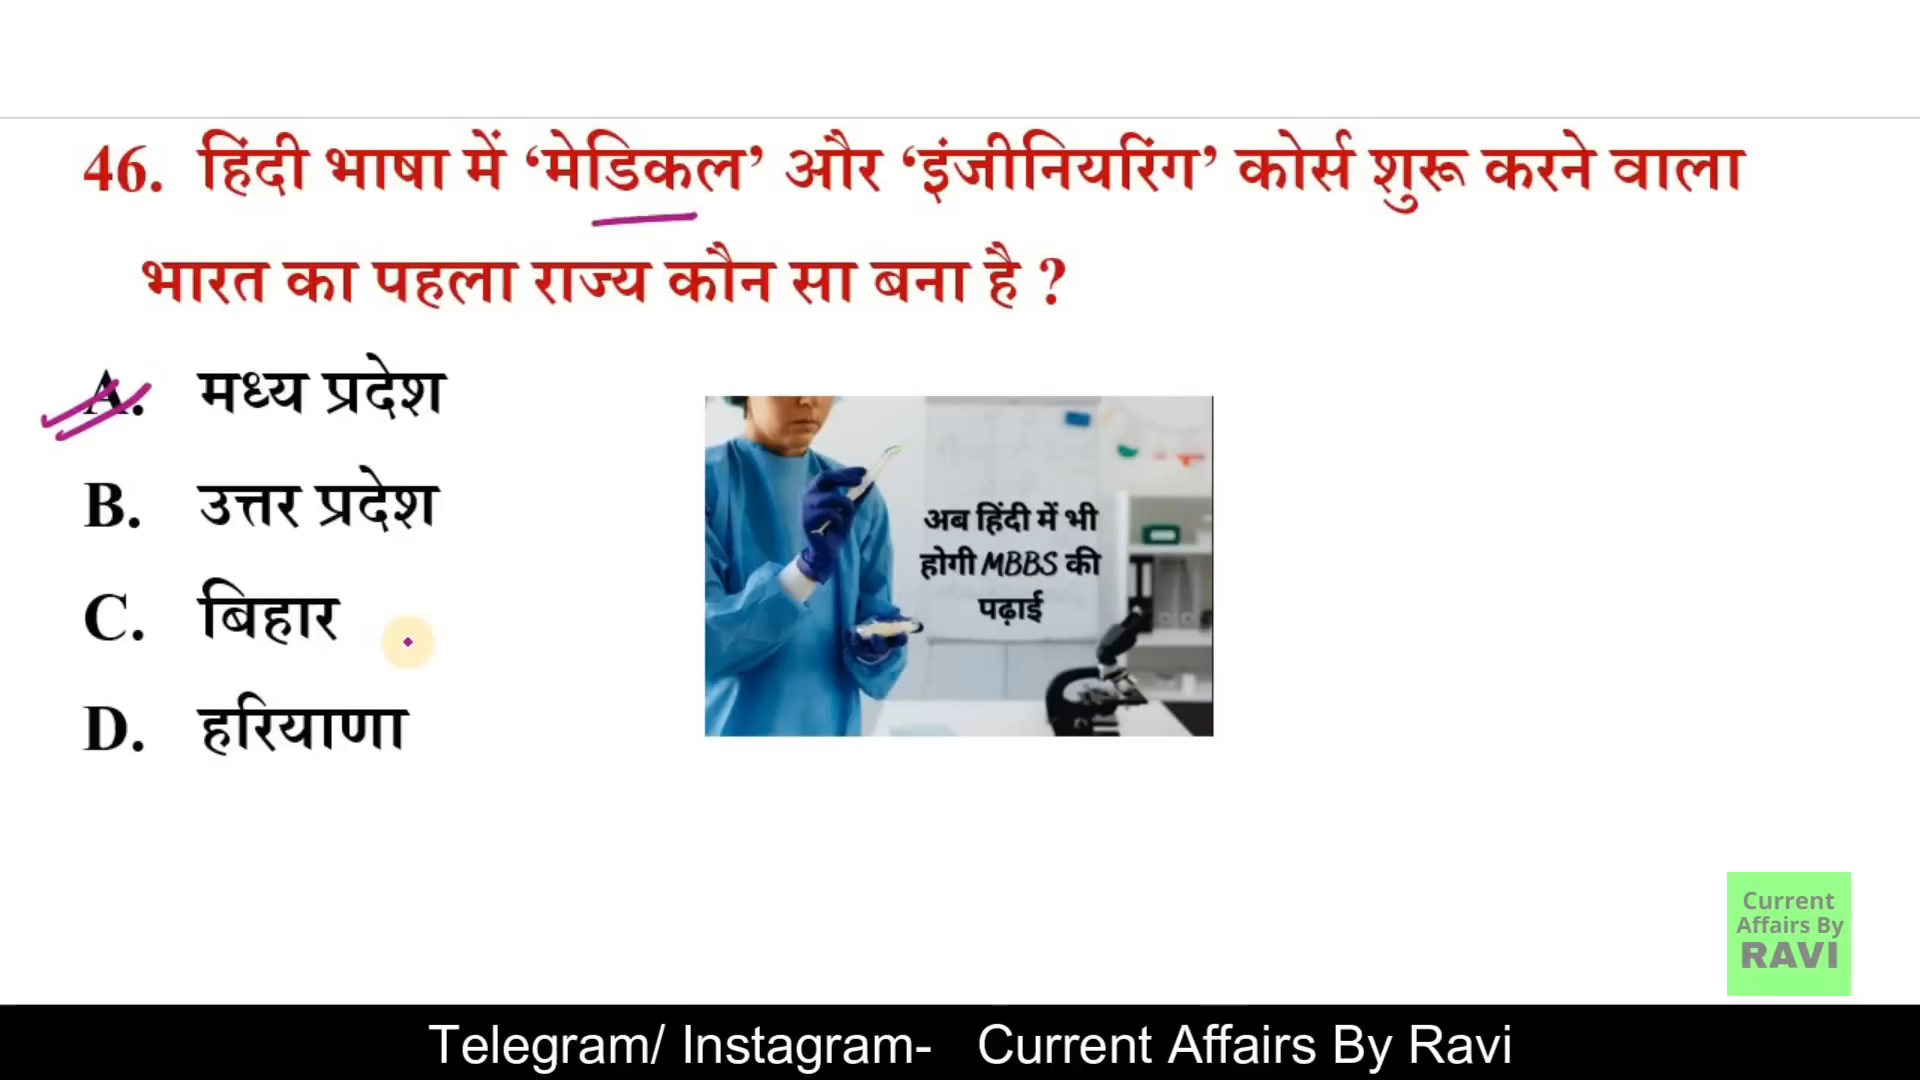 46. हिंदी भाषा में ‘मेडिकल’ और ‘इंजीनियरिंग’ कोर्स शुरू करने वाला
भारत का पहला राज्य कौन सा बना है ?
A. मध्य प्रदेश
B. उत्तर प्रदेश
C. बिहार
D. हरियाणा
अब हिंदी में भी
होगी MBBS की
पढ़ाई
Current
Affairs By
RAVI
Telegram/ Instagram- Current Affairs By Ravi